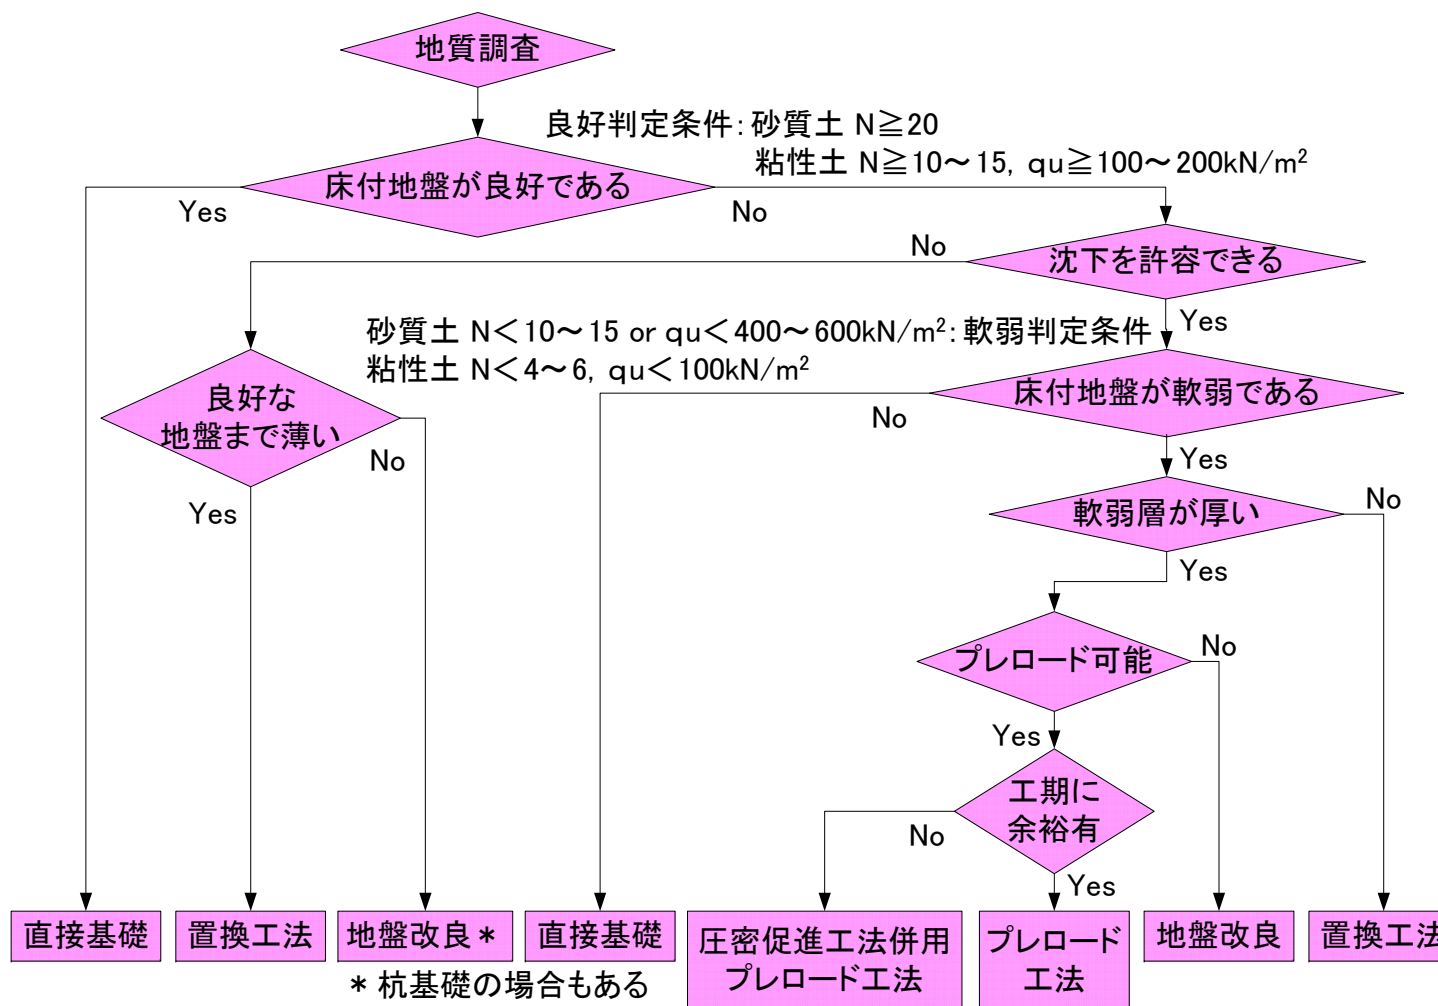 地質調査
良好判定条件：砂質土 N≧20
粘性土 N≧10～15, qu≧100～200kN/m²
床付地盤が良好である
Yes
No
No
沈下を許容できる
Yes
砂質土 N＜10～15 or qu＜400～600kN/m²：軟弱判定条件
粘性土 N＜4～6, qu＜100kN/m²
良好な
地盤まで薄い
床付地盤が軟弱である
No
No
Yes
Yes
軟弱層が厚い
No
Yes
プレロード可能
No
Yes
工期に
余裕有
No
Yes
直接基礎
置換工法
地盤改良＊
直接基礎
圧密促進工法併用
プレロード工法
プレロード
工法
地盤改良
置換工法
＊杭基礎の場合もある